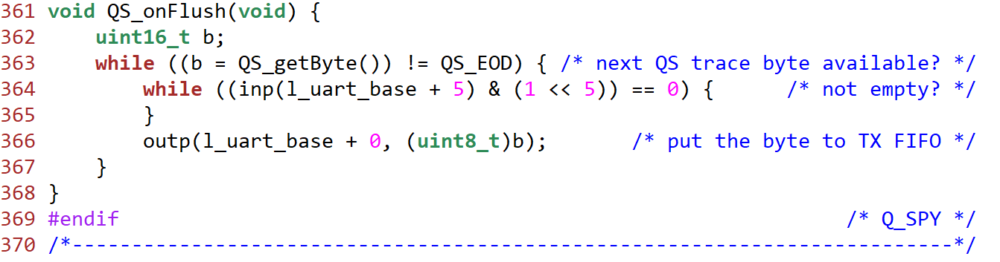 361 void QS_onFlush(void) {
362     uint16_t b;
363     while ((b = QS_getByte()) != QS_EOD) { /* next QS trace byte available? */
364         while ((inp(l_uart_base + 5) & (1 << 5)) == 0) {      /* not empty? */
365         }
366         outp(l_uart_base + 0, (uint8_t)b);       /* put the byte to TX FIFO */
367     }
368 }
369 #endif                                                             /* Q_SPY */
370 /*--------------------------------------------------------------------------*/